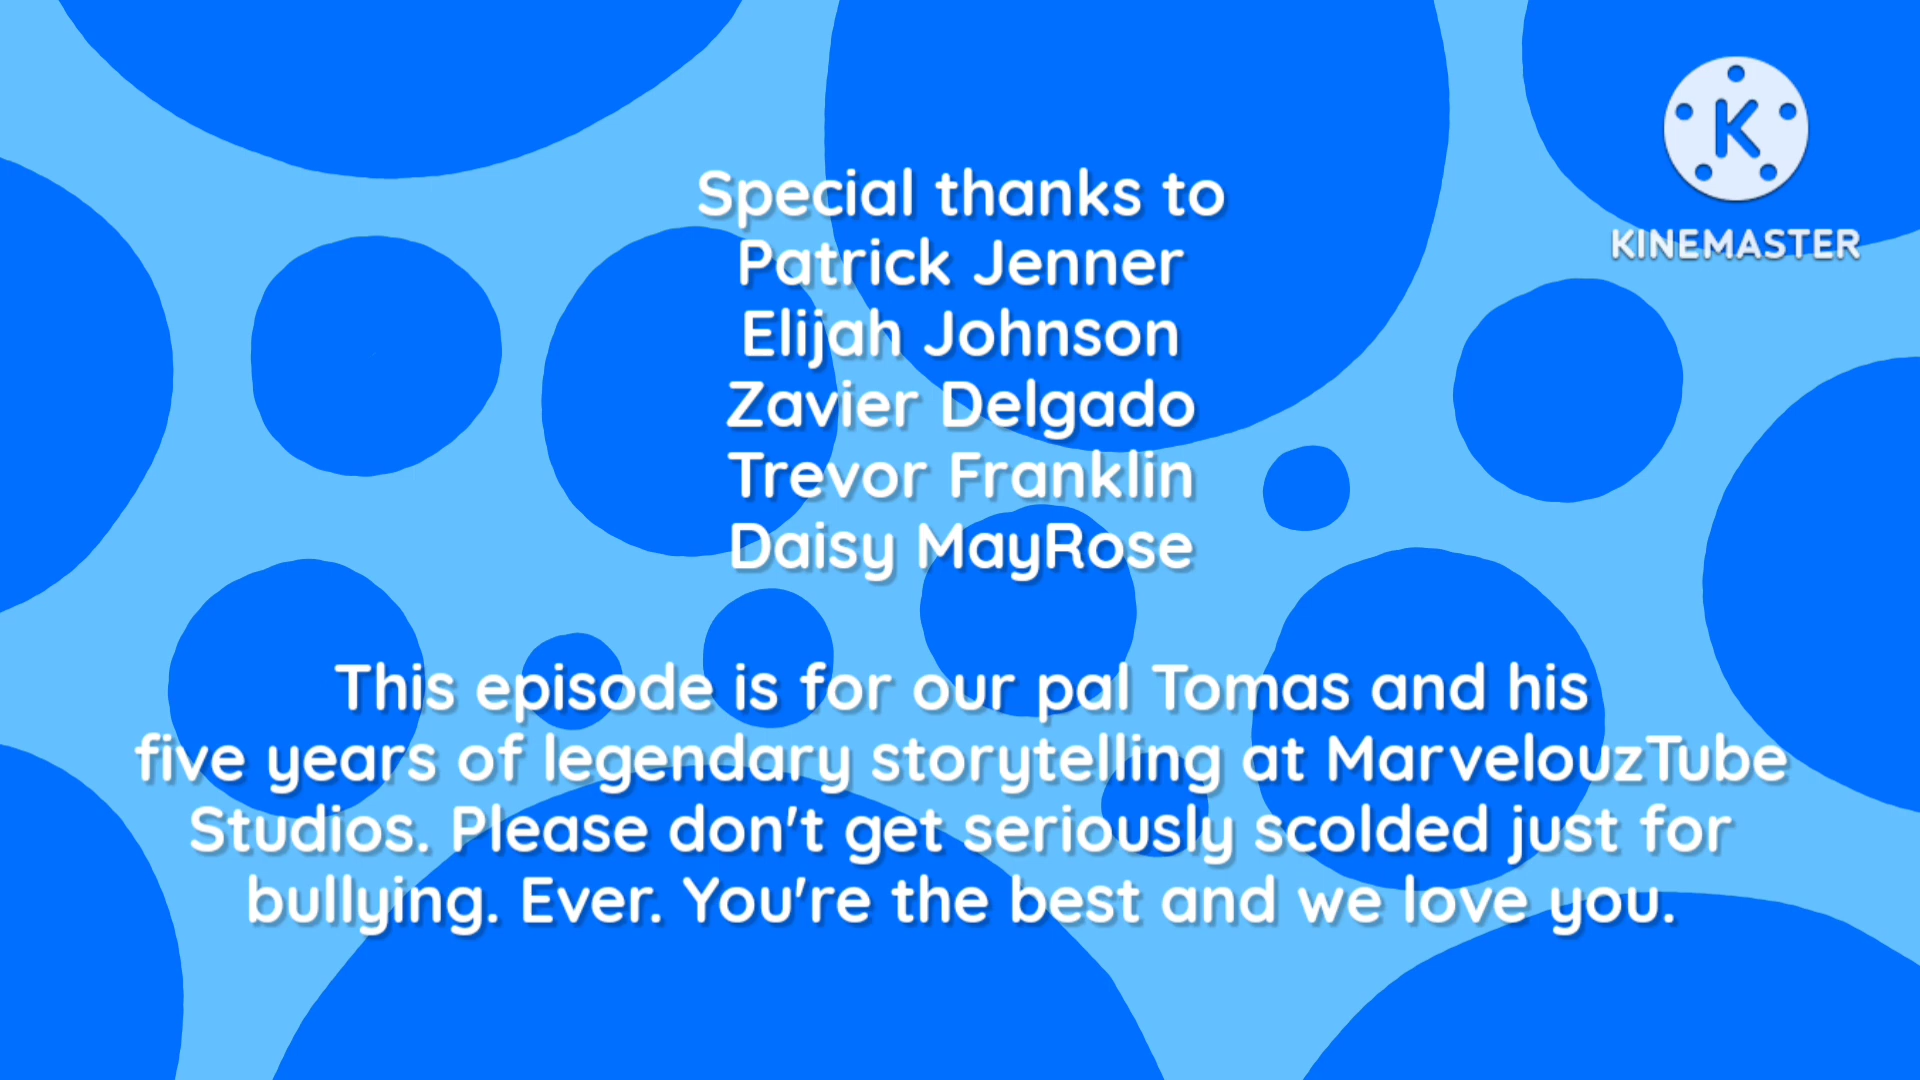 K
KINEMASTER
Special thanks to
Patrick Jenner
Elijah Johnson
Zavier Delgado
Trevor Franklin
Daisy MayRose
This episode is for our pal Tomas and his
five years of legendary storytelling at MarvelouzTube
Studios. Please don't get seriously scolded just for
bullying. Ever. You're the best and we love you.